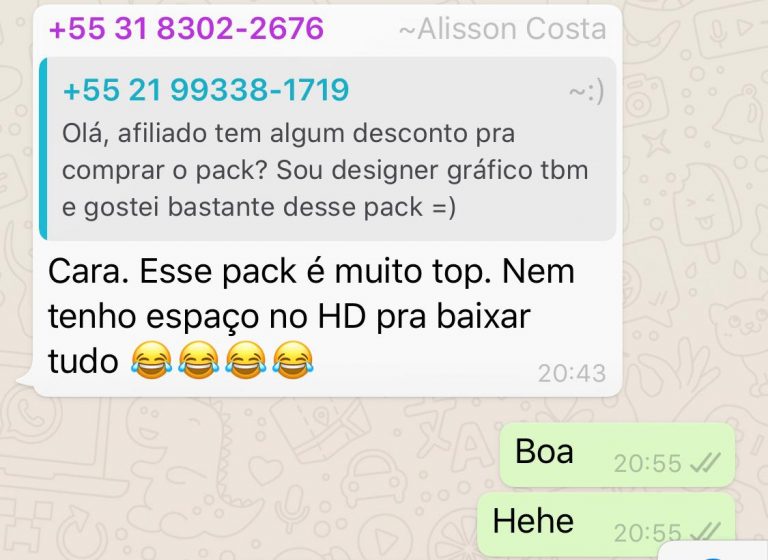 +55 31 8302-2676 ~Alisson Costa
+55 21 99338-1719 ~:)
Olá, afiliado tem algum desconto pra
comprar o pack? Sou designer gráfico tbm
e gostei bastante desse pack =)
Cara. Esse pack é muito top. Nem
tenho espaço no HD pra baixar
tudo 😂😂😂😂
20:43
Boa 20:55
Hehe 20:55